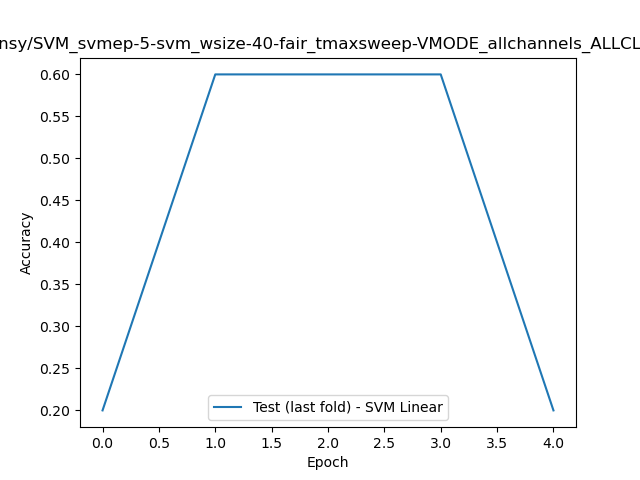 nsy/SVM_svmep-5-svm_wsize-40-fair_tmaxsweep-VMODE_allchannels_ALLCL
0.60
0.55
0.50
0.45
0.40
0.35
0.30
0.25
0.20
Accuracy
Test (last fold) - SVM Linear
0.0 0.5 1.0 1.5 2.0 2.5 3.0 3.5 4.0
Epoch